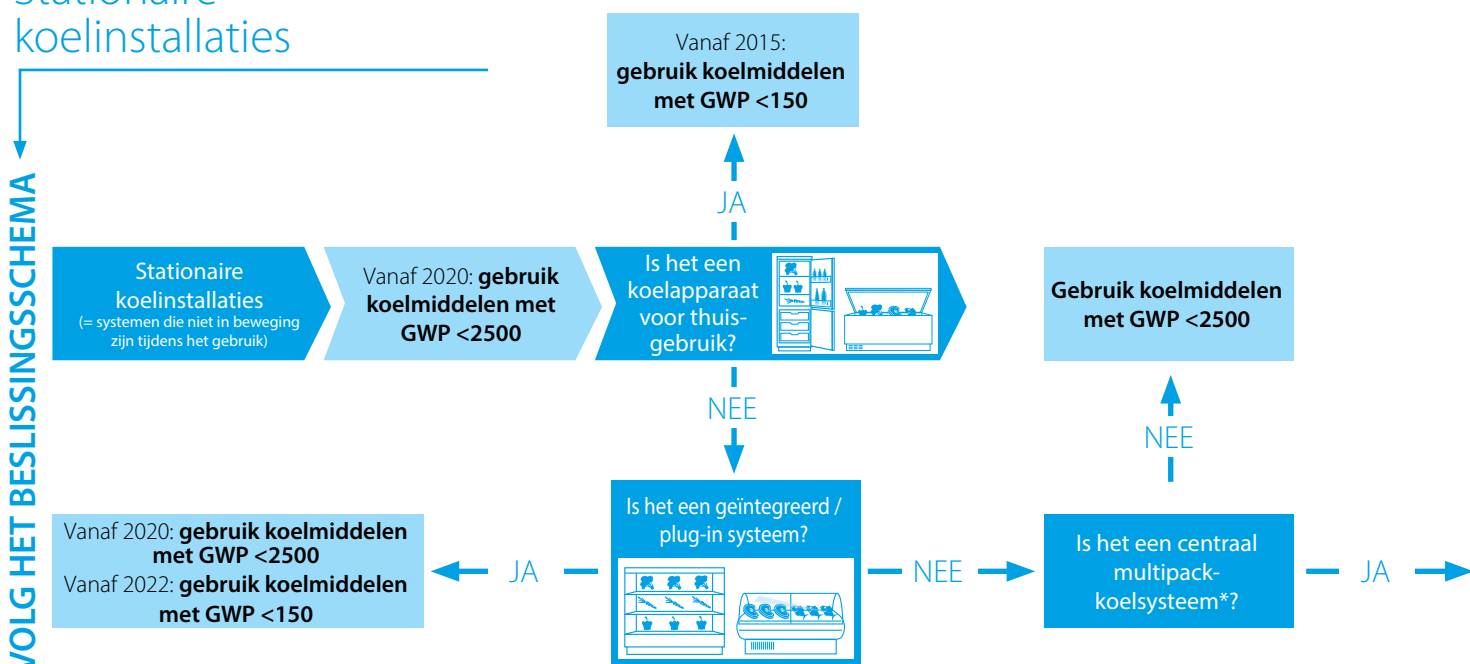 Stationaire
koelinstallaties
VOLG HET BESLISSINGSSCHEMA
Vanaf 2015:
gebruik koelmiddelen
met GWP <150
JA
Stationaire
koelinstallaties
(= systemen die niet in beweging
zijn tijdens het gebruik)
Vanaf 2020: gebruik
koelmiddelen met
GWP <2500
Is het een
koelapparaat
voor thuis-
gebruik?
Gebruik koelmiddelen
met GWP <2500
NEE
NEE
Vanaf 2020: gebruik koelmiddelen
met GWP <2500
Vanaf 2022: gebruik koelmiddelen
met GWP <150
JA
Is het een geïntegreerd /
plug-in systeem?
NEE
Is het een centraal
multipack-
koelsysteem*?
JA